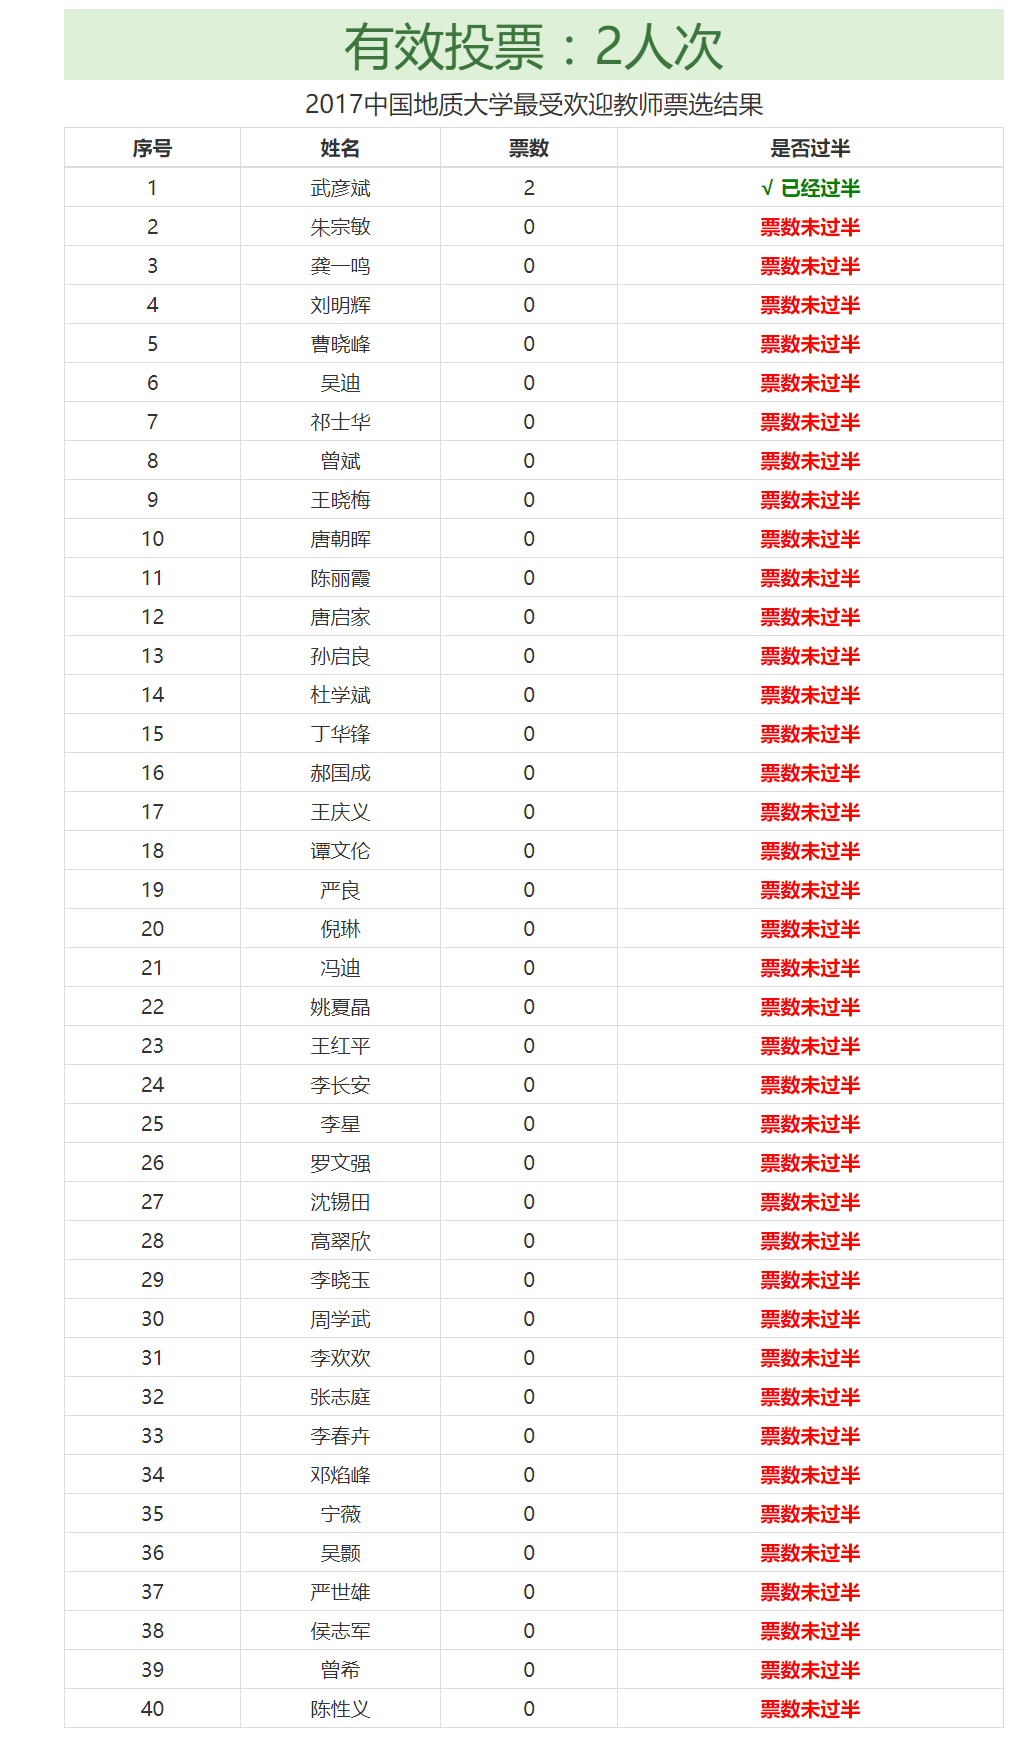 有效投票：2人次
2017中国地质大学最受欢迎教师票选结果
序号 姓名 票数 是否过半
1 武彦斌 2 √ 已经过半
2 朱宗敏 0 票数未过半
3 龚一鸣 0 票数未过半
4 刘明辉 0 票数未过半
5 曹晓峰 0 票数未过半
6 吴迪 0 票数未过半
7 祁士华 0 票数未过半
8 曾斌 0 票数未过半
9 王晓梅 0 票数未过半
10 唐朝晖 0 票数未过半
11 陈丽霞 0 票数未过半
12 唐启家 0 票数未过半
13 孙启良 0 票数未过半
14 杜学斌 0 票数未过半
15 丁华锋 0 票数未过半
16 郝国成 0 票数未过半
17 王庆义 0 票数未过半
18 谭文伦 0 票数未过半
19 严良 0 票数未过半
20 倪琳 0 票数未过半
21 冯迪 0 票数未过半
22 姚夏晶 0 票数未过半
23 王红平 0 票数未过半
24 李长安 0 票数未过半
25 李星 0 票数未过半
26 罗文强 0 票数未过半
27 沈锡田 0 票数未过半
28 高翠欣 0 票数未过半
29 李晓玉 0 票数未过半
30 周学武 0 票数未过半
31 李欢欢 0 票数未过半
32 张志庭 0 票数未过半
33 李春卉 0 票数未过半
34 邓焰峰 0 票数未过半
35 宁薇 0 票数未过半
36 吴颢 0 票数未过半
37 严世雄 0 票数未过半
38 侯志军 0 票数未过半
39 曾希 0 票数未过半
40 陈性义 0 票数未过半